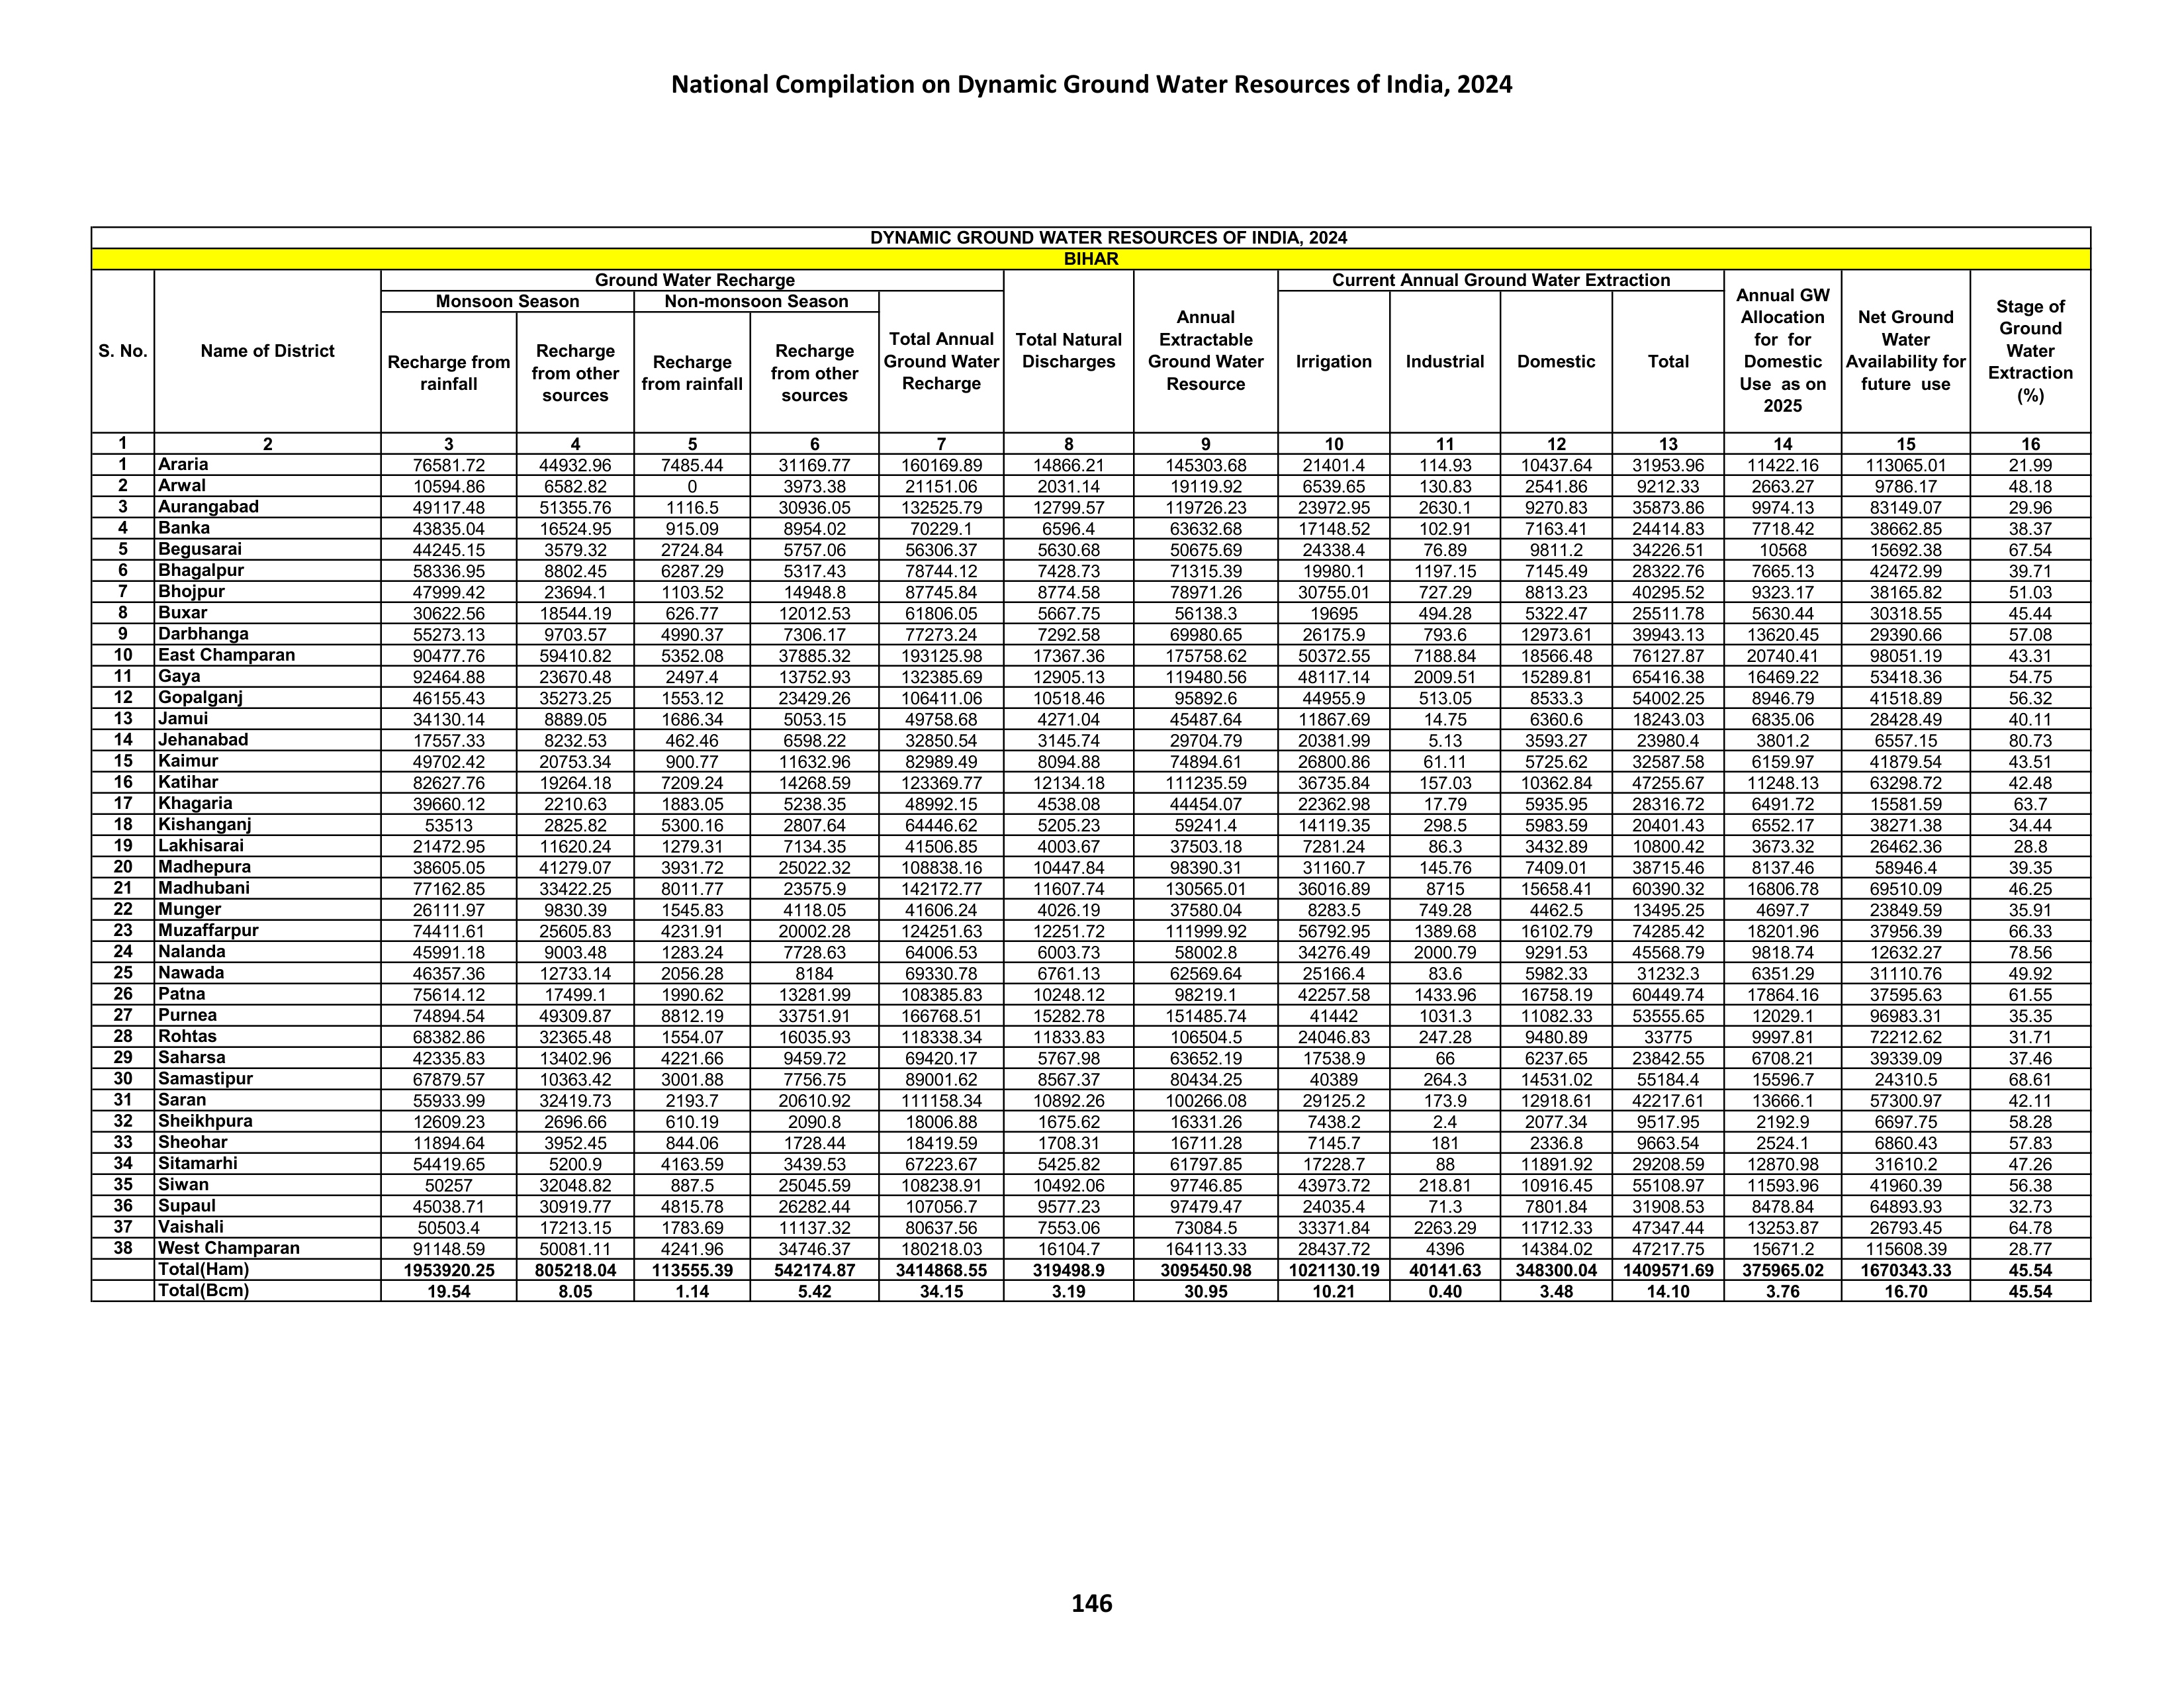 National Compilation on Dynamic Ground Water Resources of India, 2024
DYNAMIC GROUND WATER RESOURCES OF INDIA, 2024
BIHAR
S. No. Name of District Ground Water Recharge Total Natural Discharges Annual Extractable Ground Water Resource Current Annual Ground Water Extraction Annual GW Allocation for for Domestic Use as on 2025 Net Ground Water Availability for future use Stage of Ground Water Extraction (%)
Monsoon Season Non-monsoon Season Total Annual Ground Water Recharge Irrigation Industrial Domestic Total
Recharge from rainfall Recharge from other sources Recharge from rainfall Recharge from other sources
1 2 3 4 5 6 7 8 9 10 11 12 13 14 15 16
1 Araria 76581.72 44932.96 7485.44 31169.77 160169.89 14866.21 145303.68 21401.4 114.93 10437.64 31953.96 11422.16 113065.01 21.99
2 Arwal 10594.86 6582.82 0 3973.38 21151.06 2031.14 19119.92 6539.65 130.83 2541.86 9212.33 2663.27 9786.17 48.18
3 Aurangabad 49117.48 51355.76 1116.5 30936.05 132525.79 12799.57 119726.23 23972.95 2630.1 9270.83 35873.86 9974.13 83149.07 29.96
4 Banka 43835.04 16524.95 915.09 8954.02 70229.1 6596.4 63632.68 17148.52 102.91 7163.41 24414.83 7718.42 38662.85 38.37
5 Begusarai 44245.15 3579.32 2724.84 5757.06 56306.37 5630.68 50675.69 24338.4 76.89 9811.2 34226.51 10568 15692.38 67.54
6 Bhagalpur 58336.95 8802.45 6287.29 5317.43 78744.12 7428.73 71315.39 19980.1 1197.15 7145.49 28322.76 7665.13 42472.99 39.71
7 Bhojpur 47999.42 23694.1 1103.52 14948.8 87745.84 8774.58 78971.26 30755.01 727.29 8813.23 40295.52 9323.17 38165.82 51.03
8 Buxar 30622.56 18544.19 626.77 12012.53 61806.05 5667.75 56138.3 19695 494.28 5322.47 25511.78 5630.44 30318.55 45.44
9 Darbhanga 55273.13 9703.57 4990.37 7306.17 77273.24 7292.58 69980.65 26175.9 793.6 12973.61 39943.13 13620.45 29390.66 57.08
10 East Champaran 90477.76 59410.82 5352.08 37885.32 193125.98 17367.36 175758.62 50372.55 7188.84 18566.48 76127.87 20740.41 98051.19 43.31
11 Gaya 92464.88 23670.48 2497.4 13752.93 132385.69 12905.13 119480.56 48117.14 2009.51 15289.81 65416.38 16469.22 53418.36 54.75
12 Gopalganj 46155.43 35273.25 1553.12 23429.26 106411.06 10518.46 95892.6 44955.9 513.05 8533.3 54002.25 8946.79 41518.89 56.32
13 Jamui 34130.14 8889.05 1686.34 5053.15 49758.68 4271.04 45487.64 11867.69 14.75 6360.6 18243.03 6835.06 28428.49 40.11
14 Jehanabad 17557.33 8232.53 462.46 6598.22 32850.54 3145.74 29704.79 20381.99 5.13 3593.27 23980.4 3801.2 6557.15 80.73
15 Kaimur 49702.42 20753.34 900.77 11632.96 82989.49 8094.88 74894.61 26800.86 61.11 5725.62 32587.58 6159.97 41879.54 43.51
16 Katihar 82627.76 19264.18 7209.24 14268.59 123369.77 12134.18 111235.59 36735.84 157.03 10362.84 47255.67 11248.13 63298.72 42.48
17 Khagaria 39660.12 2210.63 1883.05 5238.35 48992.15 4538.08 44454.07 22362.98 17.79 5935.95 28316.72 6491.72 15581.59 63.7
18 Kishanganj 53513 2825.82 5300.16 2807.64 64446.62 5205.23 59241.4 14119.35 298.5 5983.59 20401.43 6552.17 38271.38 34.44
19 Lakhisarai 21472.95 11620.24 1279.31 7134.35 41506.85 4003.67 37503.18 7281.24 86.3 3432.89 10800.42 3673.32 26462.36 28.8
20 Madhepura 38605.05 41279.07 3931.72 25022.32 108838.16 10447.84 98390.31 31160.7 145.76 7409.01 38715.46 8137.46 58946.4 39.35
21 Madhubani 77162.85 33422.25 8011.77 23575.9 142172.77 11607.74 130565.01 36016.89 8715 15658.41 60390.32 16806.78 69510.09 46.25
22 Munger 26111.97 9830.39 1545.83 4118.05 41606.24 4026.19 37580.04 8283.5 749.28 4462.5 13495.25 4697.7 23849.59 35.91
23 Muzaffarpur 74411.61 25605.83 4231.91 20002.28 124251.63 12251.72 111999.92 56792.95 1389.68 16102.79 74285.42 18201.96 37956.39 66.33
24 Nalanda 45991.18 9003.48 1283.24 7728.63 64006.53 6003.73 58002.8 34276.49 2000.79 9291.53 45568.79 9818.74 12632.27 78.56
25 Nawada 46357.36 12733.14 2056.28 8184 69330.78 6761.13 62569.64 25166.4 83.6 5982.33 31232.3 6351.29 31110.76 49.92
26 Patna 75614.12 17499.1 1990.62 13281.99 108385.83 10248.12 98219.1 42257.58 1433.96 16758.19 60449.74 17864.16 37595.63 61.55
27 Purnea 74894.54 49309.87 8812.19 33751.91 166768.51 15282.78 151485.74 41442 1031.3 11082.33 53555.65 12029.1 96983.31 35.35
28 Rohtas 68382.86 32365.48 1554.07 16035.93 118338.34 11833.83 106504.5 24046.83 247.28 9480.89 33775 9997.81 72212.62 31.71
29 Saharsa 42335.83 13402.96 4221.66 9459.72 69420.17 5767.98 63652.19 17538.9 66 6237.65 23842.55 6708.21 39339.09 37.46
30 Samastipur 67879.57 10363.42 3001.88 7756.75 89001.62 8567.37 80434.25 40389 264.3 14531.02 55184.4 15596.7 24310.5 68.61
31 Saran 55933.99 32419.73 2193.7 20610.92 111158.34 10892.26 100266.08 29125.2 173.9 12918.61 42217.61 13666.1 57300.97 42.11
32 Sheikhpura 12609.23 2696.66 610.19 2090.8 18006.88 1675.62 16331.26 7438.2 2.4 2077.34 9517.95 2192.9 6697.75 58.28
33 Sheohar 11894.64 3952.45 844.06 1728.44 18419.59 1708.31 16711.28 7145.7 181 2336.8 9663.54 2524.1 6860.43 57.83
34 Sitamarhi 54419.65 5200.9 4163.59 3439.53 67223.67 5425.82 61797.85 17228.7 88 11891.92 29208.59 12870.98 31610.2 47.26
35 Siwan 50257 32048.82 887.5 25045.59 108238.91 10492.06 97746.85 43973.72 218.81 10916.45 55108.97 11593.96 41960.39 56.38
36 Supaul 45038.71 30919.77 4815.78 26282.44 107056.7 9577.23 97479.47 24035.4 71.3 7801.84 31908.53 8478.84 64893.93 32.73
37 Vaishali 50503.4 17213.15 1783.69 11137.32 80637.56 7553.06 73084.5 33371.84 2263.29 11712.33 47347.44 13253.87 26793.45 64.78
38 West Champaran 91148.59 50081.11 4241.96 34746.37 180218.03 16104.7 164113.33 28437.72 4396 14384.02 47217.75 15671.2 115608.39 28.77
Total(Ham) 1953920.25 805218.04 113555.39 542174.87 3414868.55 319498.9 3095450.98 1021130.19 40141.63 348300.04 1409571.69 375965.02 1670343.33 45.54
Total(Bcm) 19.54 8.05 1.14 5.42 34.15 3.19 30.95 10.21 0.40 3.48 14.10 3.76 16.70 45.54
146